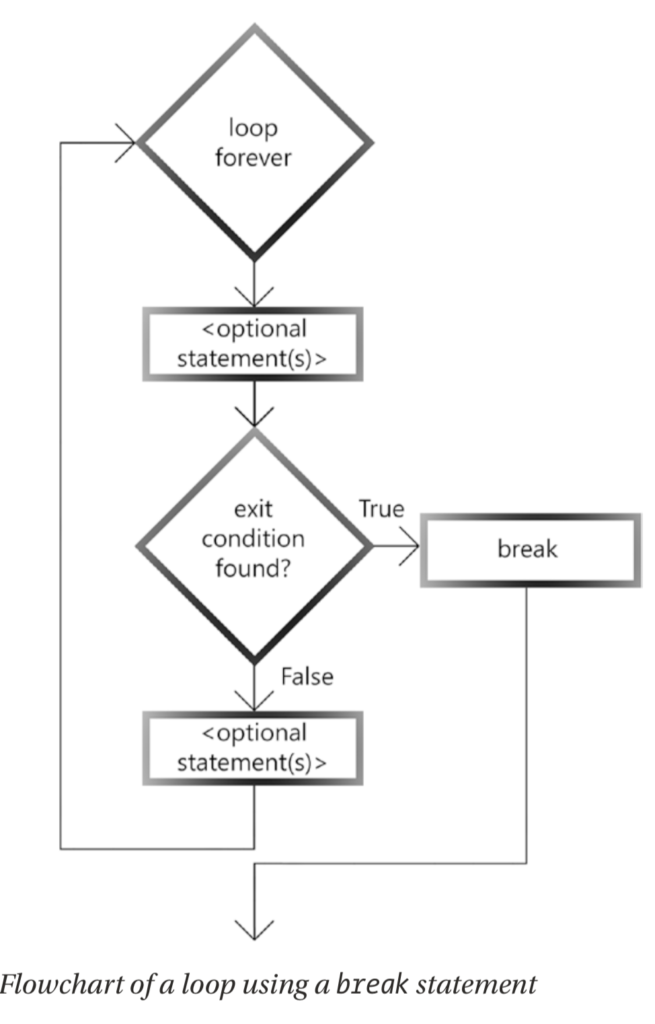 loop
forever
<optional
statement(s)>
exit
condition
found?
True
break
False
<optional
statement(s)>
Flowchart of a loop using a break statement